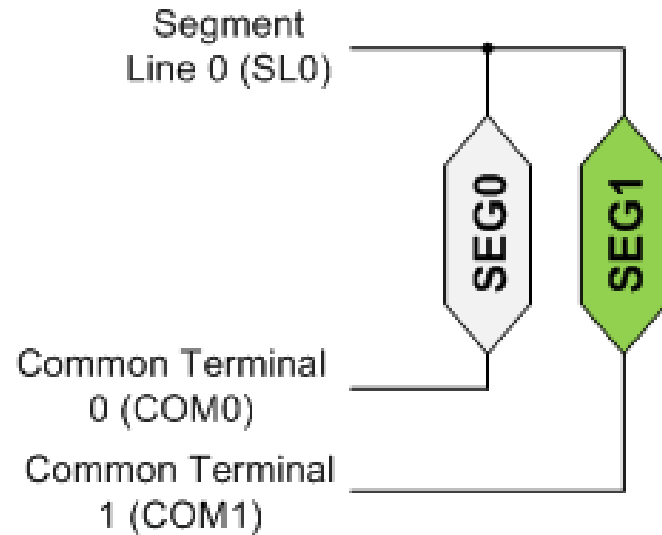 Segment
Line 0 (SL0)
SEG0
SEG1
Common Terminal
0 (COM0)
Common Terminal
1 (COM1)